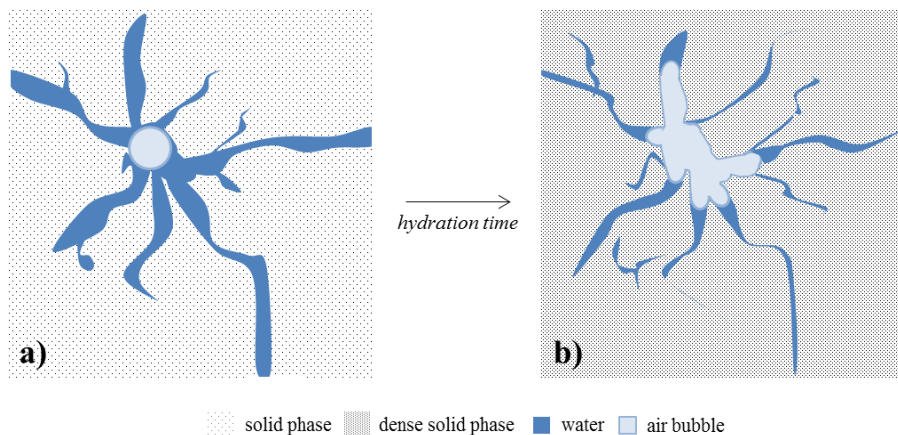 hydration time
a)
b)
solid phase dense solid phase water air bubble